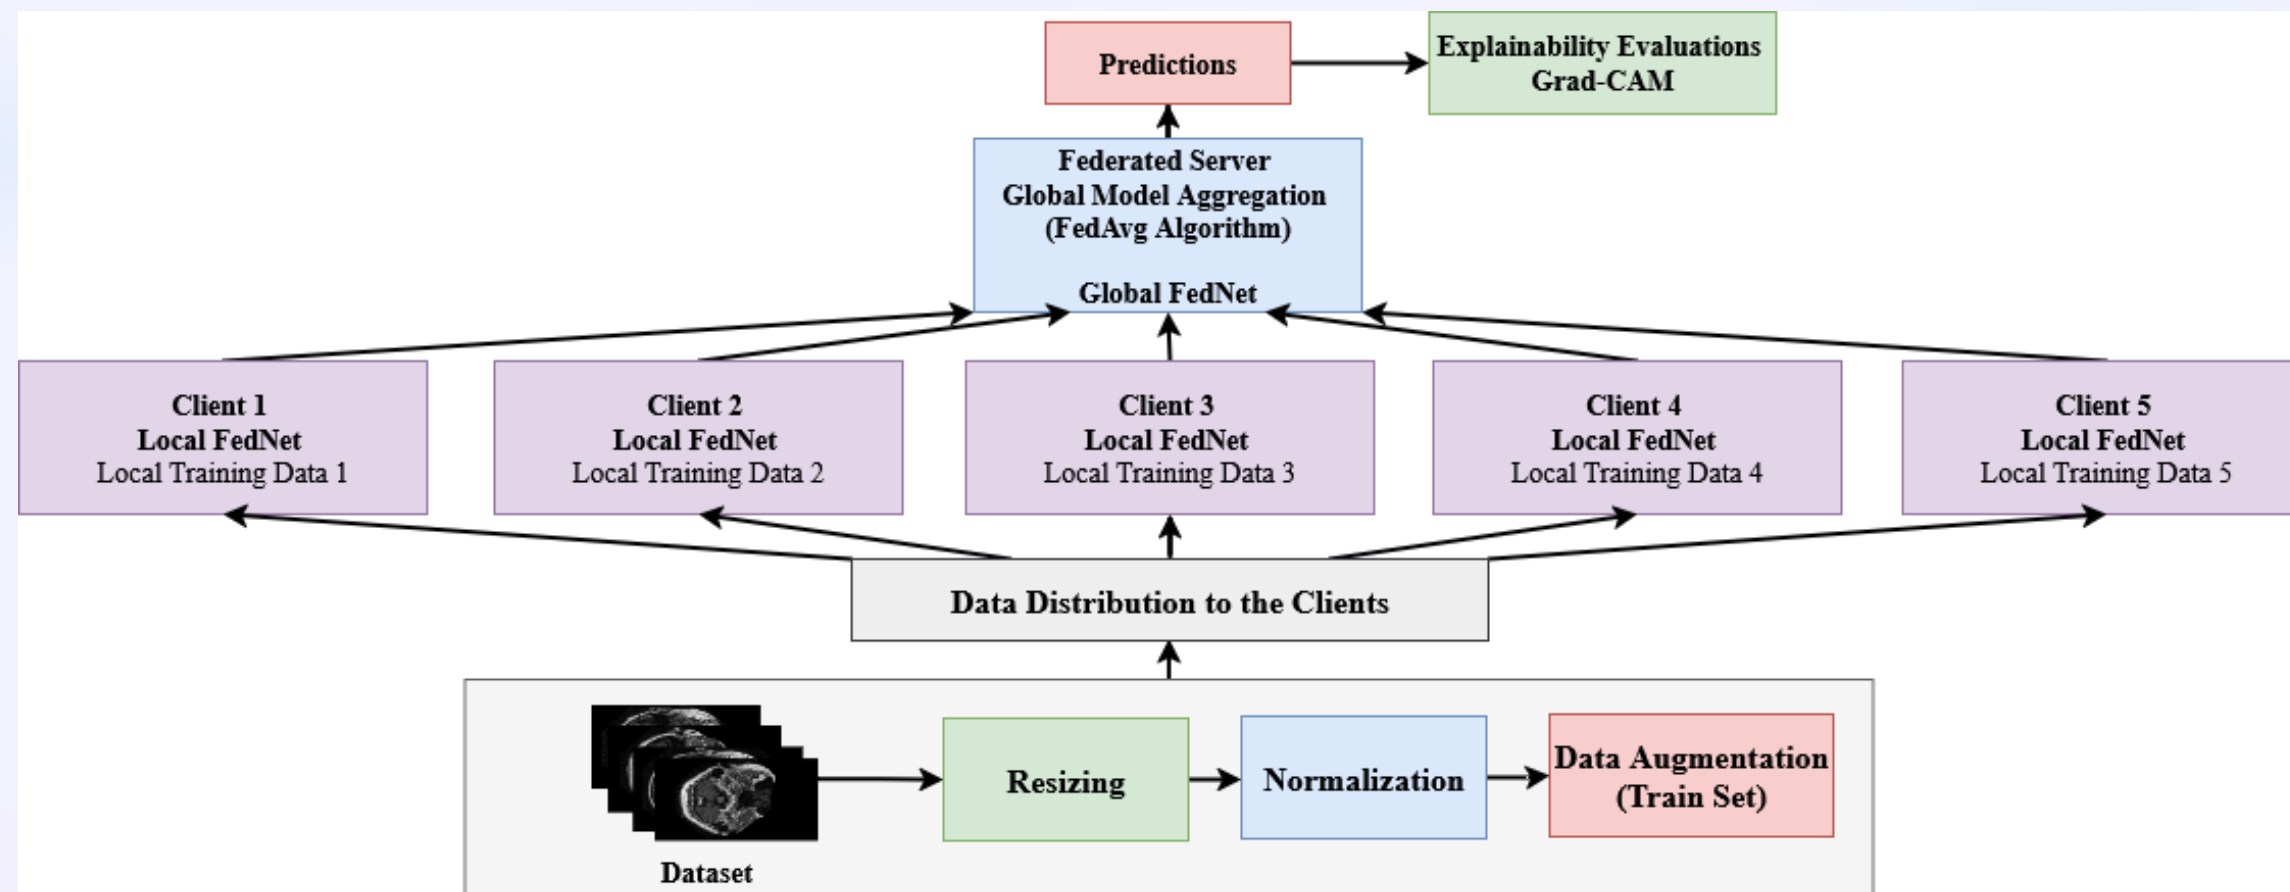 Predictions
Explainability Evaluations
Grad-CAM
Federated Server
Global Model Aggregation
(FedAvg Algorithm)
Global FedNet
Client 1
Local FedNet
Local Training Data 1
Client 2
Local FedNet
Local Training Data 2
Client 3
Local FedNet
Local Training Data 3
Client 4
Local FedNet
Local Training Data 4
Client 5
Local FedNet
Local Training Data 5
Data Distribution to the Clients
Dataset
Resizing
Normalization
Data Augmentation
(Train Set)